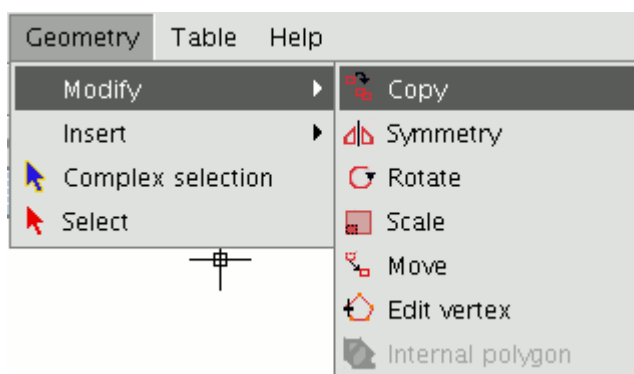 Geometry Table Help
Modify
Insert
Complex selection
Select
Copy
Symmetry
Rotate
Scale
Move
Edit vertex
Internal polygon